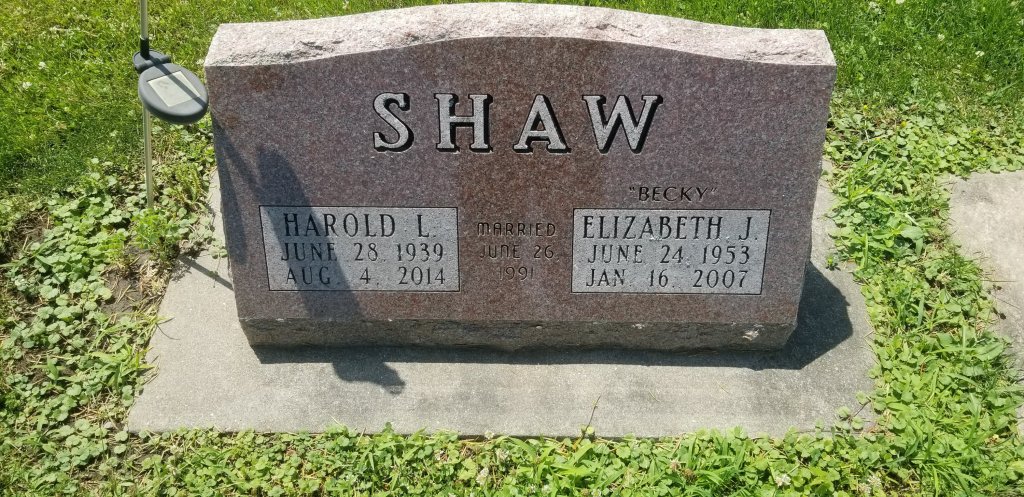 SHAW
"BECKY"
HAROLD L.
JUNE 28 1939
AUG. 4. 2014
MARRIED
JUNE 26
1991
ELIZABETH J.
JUNE 24 1953
JAN. 16. 2007